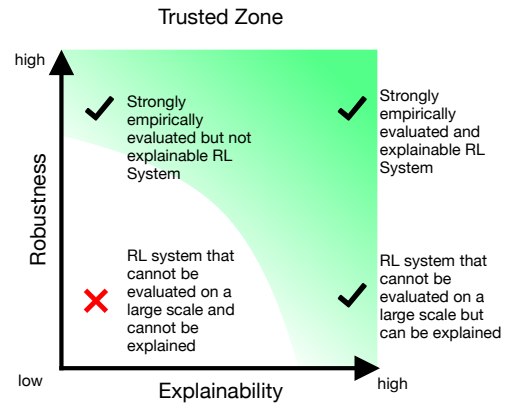 Trusted Zone
high
Strongly
empirically
evaluated but not
explainable RL
System
Strongly
empirically
evaluated and
explainable RL
System
Robustness
RL system that
cannot be
evaluated on a
large scale and
cannot be
explained
RL system that
cannot be
evaluated on a
large scale but
can be explained
low
Explainability
high